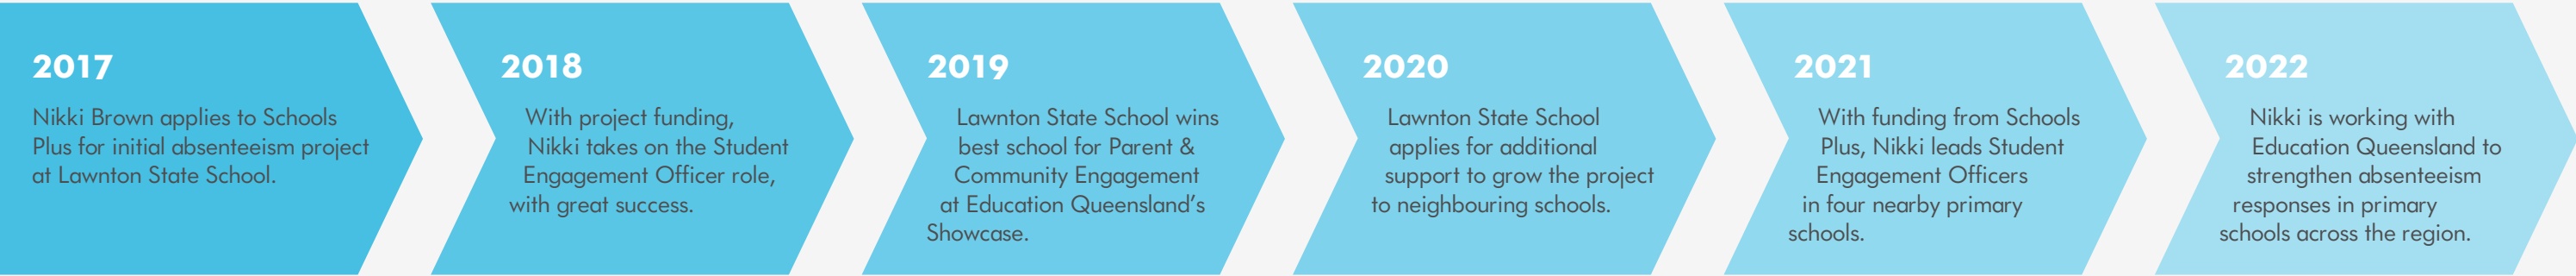 2017
Nikki Brown applies to Schools
Plus for initial absenteeism project
at Lawnton State School.
2018
With project funding,
Nikki takes on the Student
Engagement Officer role,
with great success.
2019
Lawnton State School wins
best school for Parent &
Community Engagement
at Education Queensland’s
Showcase.
2020
Lawnton State School
applies for additional
support to grow the project
to neighbouring schools.
2021
With funding from Schools
Plus, Nikki leads Student
Engagement Officers
in four nearby primary
schools.
2022
Nikki is working with
Education Queensland to
strengthen absenteeism
responses in primary
schools across the region.